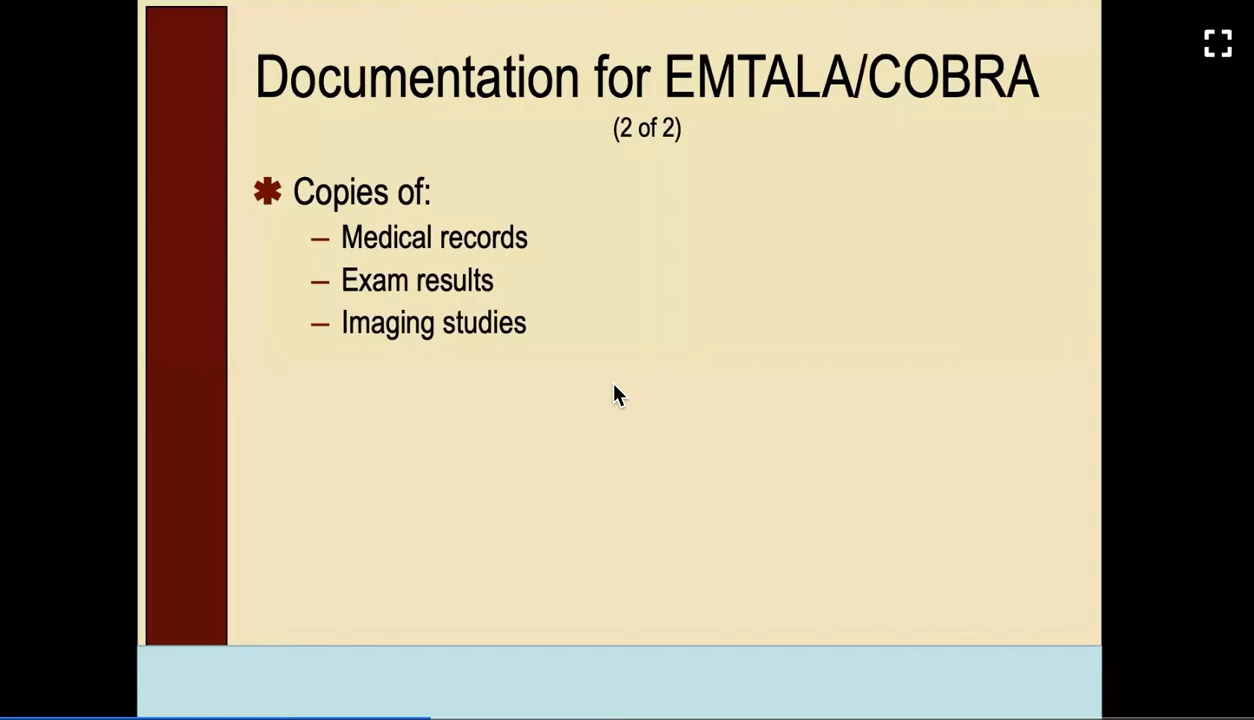 Documentation for EMTALA/COBRA
(2 of 2)
✱ Copies of:
– Medical records
– Exam results
– Imaging studies